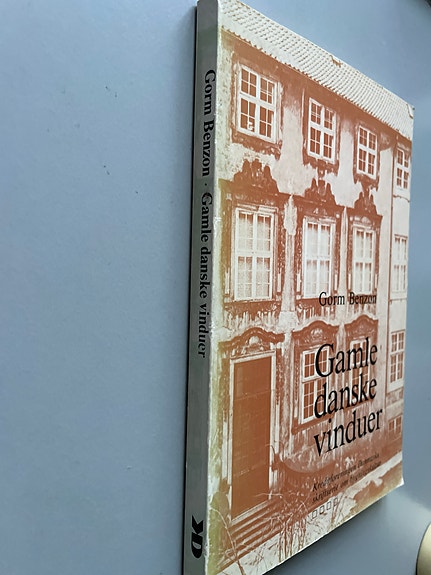 Gorm Benzon · Gamle danske vinduer
Gorm Benzon
Gamle
danske
vinduer